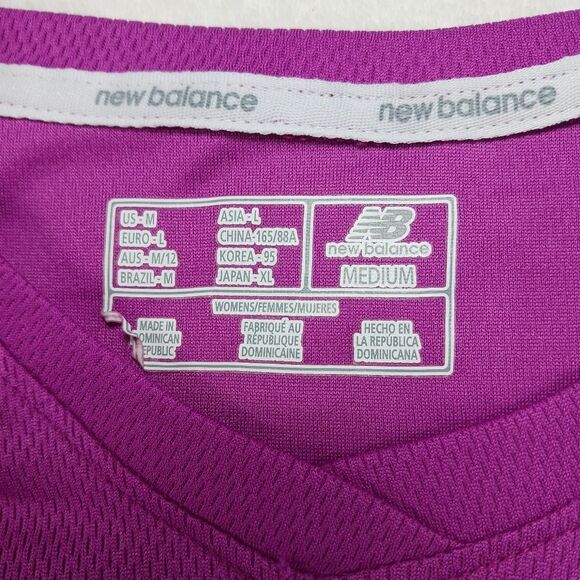 new balance new balance
US - M ASIA - L
EURO - L CHINA - 165/88A
AUS - M/12 KOREA - 95
BRAZIL - M JAPAN - XL
NB
new balance
MEDIUM
WOMENS/FEMMES/MUJERES
MADE IN
DOMINICAN
REPUBLIC
FABRIQUÉ AU
RÉPUBLIQUE
DOMINICAINE
HECHO EN
LA REPÚBLICA
DOMINICANA